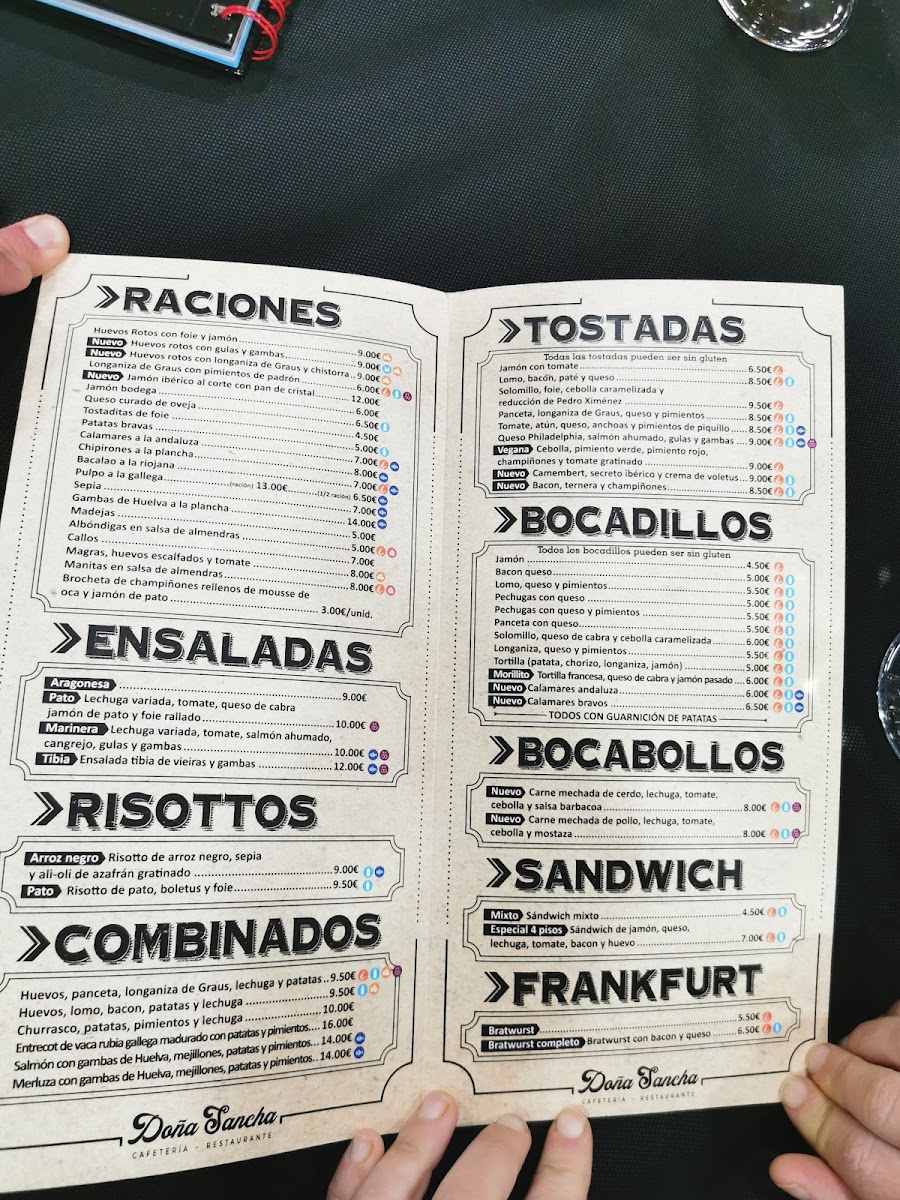 RACIONES
Huevos Rotos con foie y jamón 9.00€
Nuevo Huevos rotos con gulas y gambas 9.00€
Nuevo Huevos rotos con longaniza de Graus y chistorra 9.00€
Longaniza de Graus con pimientos de padrón 6.00€
Nuevo Jamón ibérico al corte con pan de cristal 12.00€
Jamón bodega 6.00€
Queso curado de oveja 6.50€
Tostaditas de foie 4.50€
Patatas bravas 5.00€
Calamares a la andaluza 7.00€
Chipirones a la plancha 8.00€
Bacalao a la riojana 7.00€
Pulpo a la gallega (ración) 13.00€ (1/2 ración) 6.50€
Sepia 7.00€
Gambas de Huelva a la plancha 14.00€
Madejas 5.00€
Albóndigas en salsa de almendras 5.00€
Callos 7.00€
Magras, huevos escalfados y tomate 8.00€
Manitas en salsa de almendras 8.00€
Brocheta de champiñones rellenos de mousse de
oca y jamón de pato 3.00€/unid.
ENSALADAS
Aragonesa 9.00€
Pato Lechuga variada, tomate, queso de cabra
jamón de pato y foie rallado 10.00€
Marinera Lechuga variada, tomate, salmón ahumado,
cangrejo, gulas y gambas 10.00€
Tibia Ensalada tibia de vieiras y gambas 12.00€
RISOTTOS
Arroz negro Risotto de arroz negro, sepia
y ali-oli de azafrán gratinado 9.00€
Pato Risotto de pato, boletus y foie 9.50€
COMBINADOS
Huevos, panceta, longaniza de Graus, lechuga y patatas 9.50€
Huevos, lomo, bacon, patatas y lechuga 9.50€
Churrasco, patatas, pimientos y lechuga 10.00€
Entrecot de vaca rubia gallega madurado con patatas y pimientos 16.00€
Salmón con gambas de Huelva, mejillones, patatas y pimientos 14.00€
Merluza con gambas de Huelva, mejillones, patatas y pimientos 14.00€
Doña Sancha
CAFETERÍA - RESTAURANTE
TOSTADAS
Todas las tostadas pueden ser sin gluten
Jamón con tomate 6.50€
Lomo, bacón, paté y queso 8.50€
Solomillo, foie, cebolla caramelizada y
reducción de Pedro Ximénez 9.50€
Panceta, longaniza de Graus, queso y pimientos 8.50€
Tomate, atún, queso, anchoas y pimientos de piquillo 8.50€
Queso Philadelphia, salmón ahumado, gulas y gambas 9.00€
Vegana Cebolla, pimiento verde, pimiento rojo,
champiñones y tomate gratinado 9.00€
Nuevo Camembert, secreto ibérico y crema de voletus 9.00€
Nuevo Bacon, ternera y champiñones 8.50€
BOCADILLOS
Todos los bocadillos pueden ser sin gluten
Jamón 4.50€
Bacon queso 5.00€
Lomo, queso y pimientos 5.50€
Pechugas con queso 5.00€
Pechugas con queso y pimientos 5.50€
Panceta con queso 5.50€
Solomillo, queso de cabra y cebolla caramelizada 6.00€
Longaniza, queso y pimientos 5.50€
Tortilla (patata, chorizo, longaniza, jamón) 5.00€
Morillito Tortilla francesa, queso de cabra y jamón pasado 6.00€
Nuevo Calamares andaluza 6.00€
Nuevo Calamares bravos 6.50€
TODOS CON GUARNICIÓN DE PATATAS
BOCABOLLOS
Nuevo Carne mechada de cerdo, lechuga, tomate,
cebolla y salsa barbacoa 8.00€
Nuevo Carne mechada de pollo, lechuga, tomate,
cebolla y mostaza 8.00€
SANDWICH
Mixto Sándwich mixto 4.50€
Especial 4 pisos Sándwich de jamón, queso,
lechuga, tomate, bacon y huevo 7.00€
FRANKFURT
Bratwurst 5.50€
Bratwurst completo Bratwurst con bacon y queso 6.50€
Doña Sancha
CAFETERÍA - RESTAURANTE